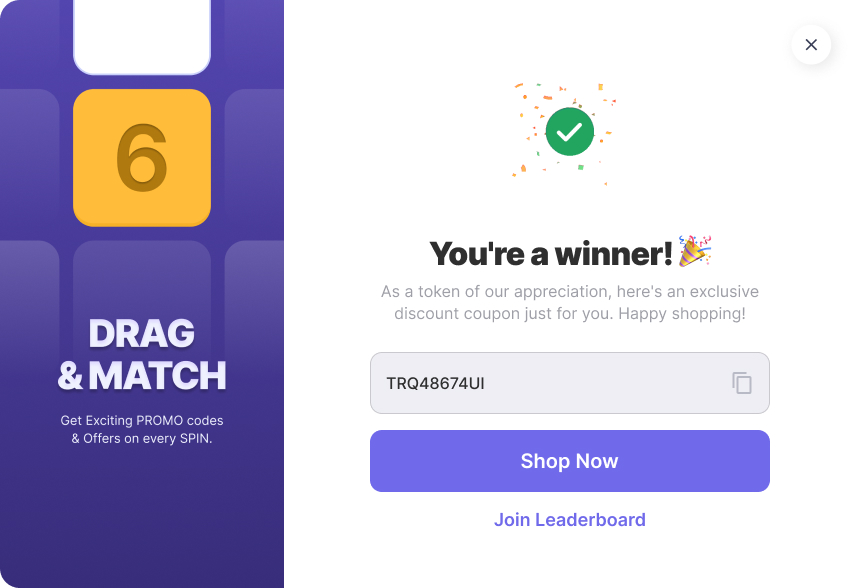 6
DRAG
& MATCH
Get Exciting PROMO codes
& Offers on every SPIN.
You're a winner! 🎉
As a token of our appreciation, here's an exclusive
discount coupon just for you. Happy shopping!
TRQ48674UI
Shop Now
Join Leaderboard